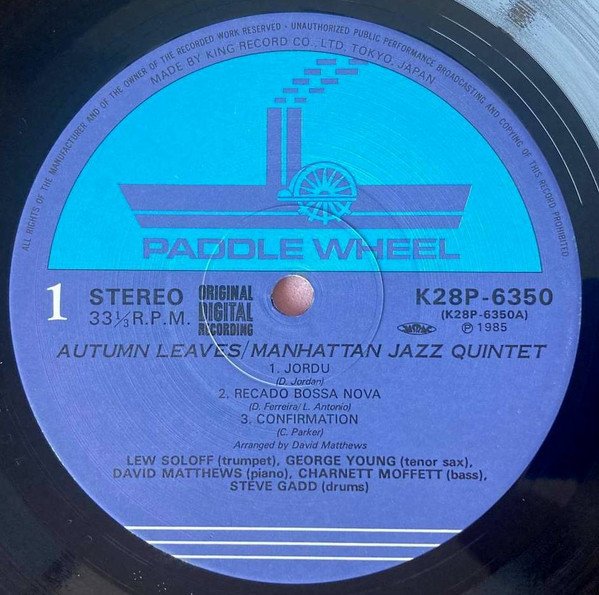 ALL RIGHTS OF THE MANUFACTURER AND OF THE OWNER OF THE RECORDED WORK RESERVED · UNAUTHORIZED PUBLIC PERFORMANCE BROADCASTING AND COPYING OF THIS RECORD PROHIBITED
MADE BY KING RECORD CO., LTD, TOKYO, JAPAN
PADDLE WHEEL
1 STEREO
33 1/3 R.P.M.
ORIGINAL
DIGITAL
RECORDING
K28P-6350
(K28P-6350A)
JASRAC Ⓟ 1985
AUTUMN LEAVES/MANHATTAN JAZZ QUINTET
1. JORDU
(D. Jordan)
2. RECADO BOSSA NOVA
(D. Ferreira/L. Antonio)
3. CONFIRMATION
(C. Parker)
Arranged by David Matthews
LEW SOLOFF (trumpet), GEORGE YOUNG (tenor sax),
DAVID MATTHEWS (piano), CHARNETT MOFFETT (bass),
STEVE GADD (drums)